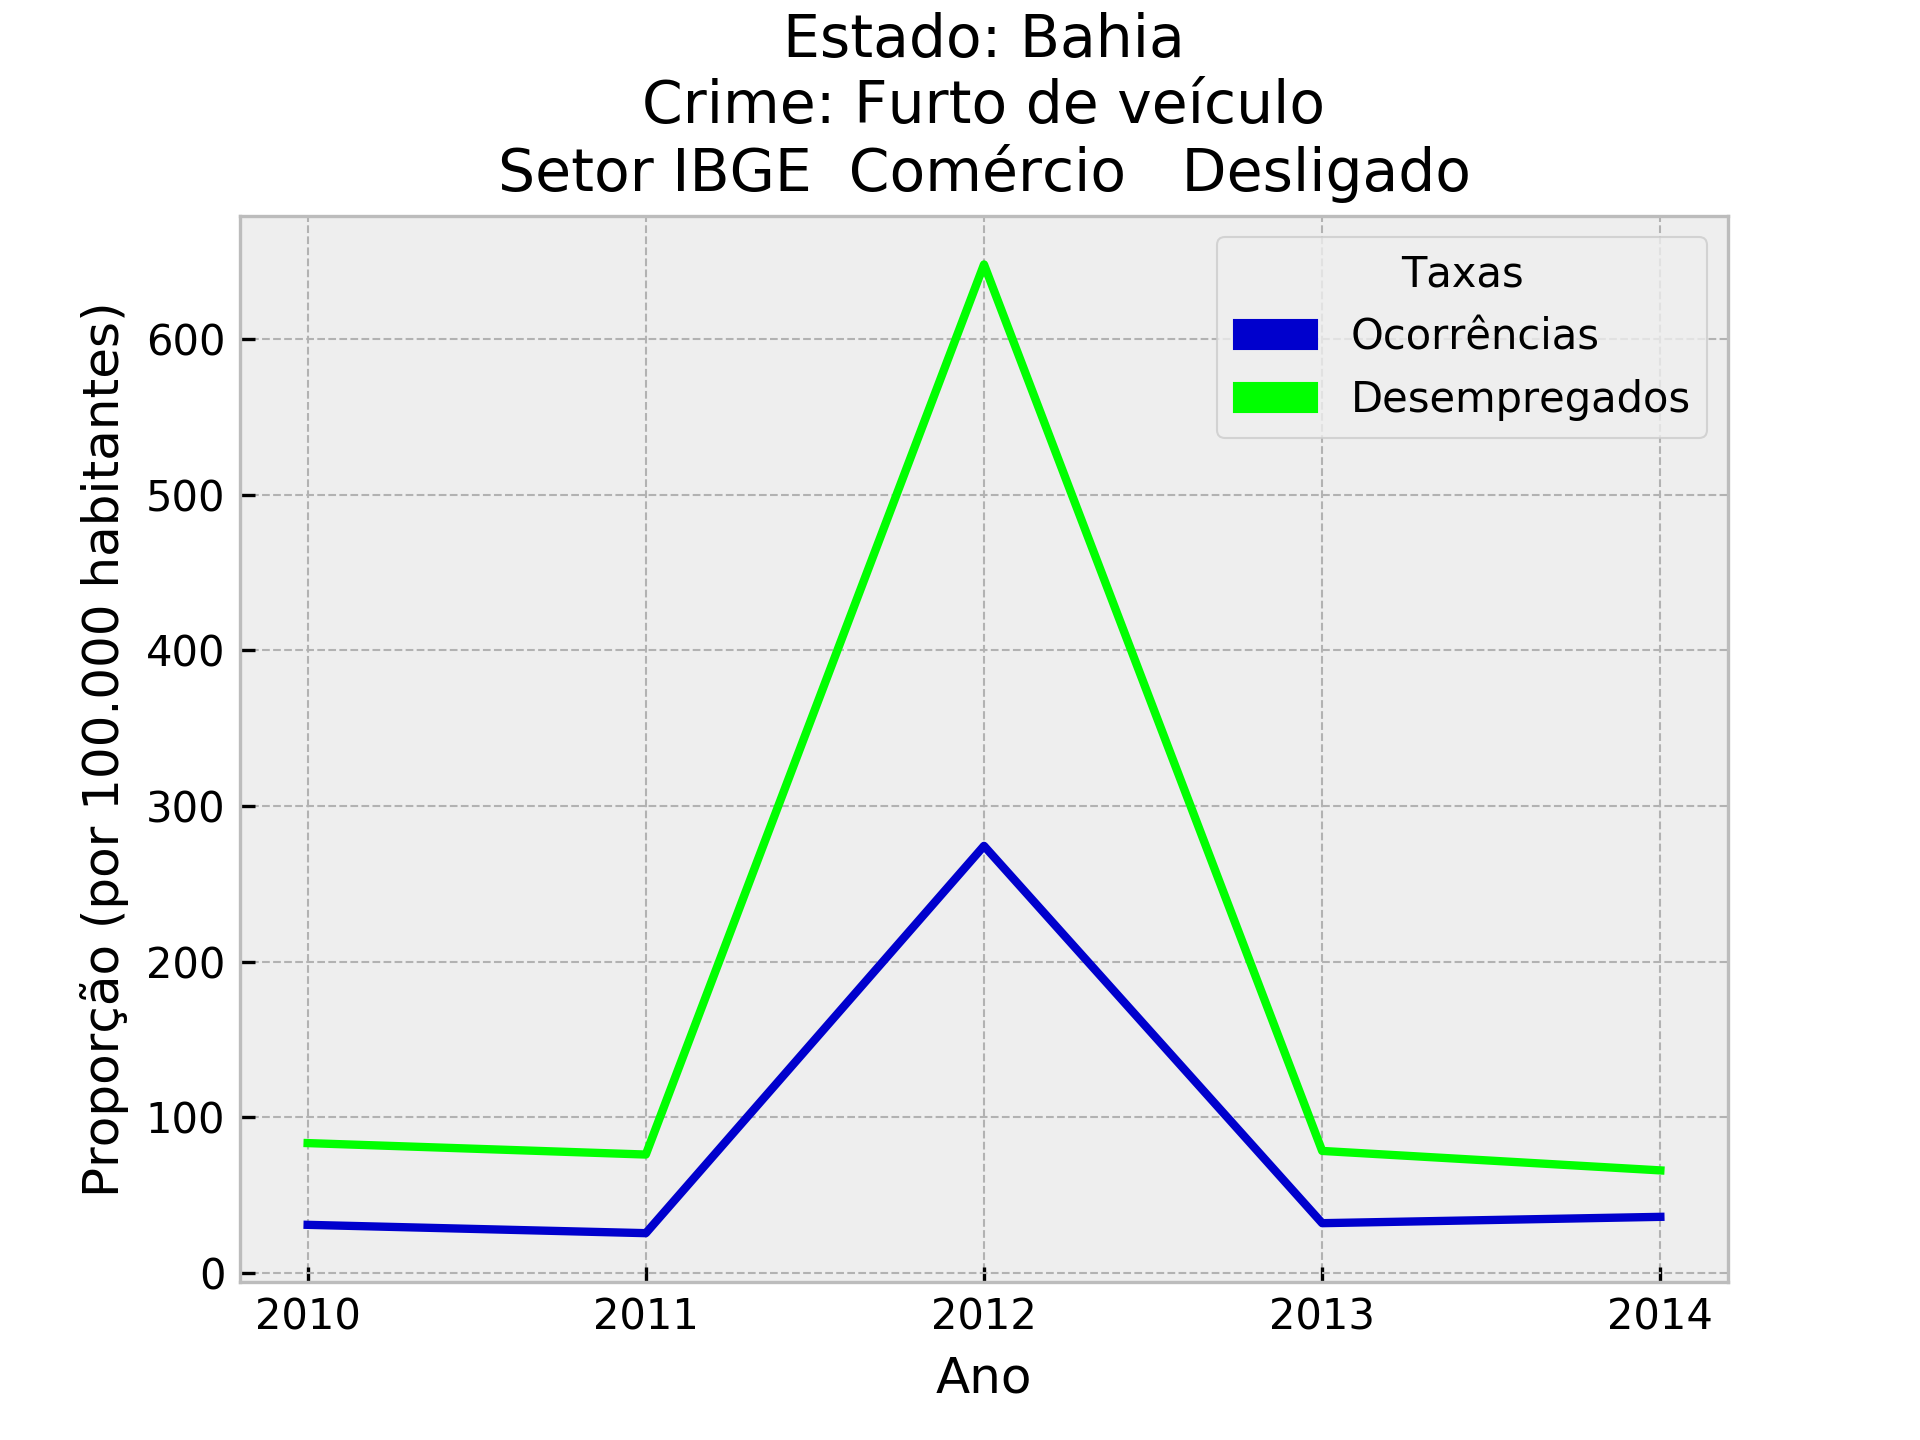 Estado: Bahia
Crime: Furto de veículo
Setor IBGE  Comércio   Desligado
Taxas
Ocorrências
Desempregados
Proporção (por 100.000 habitantes)
600
500
400
300
200
100
0
2010 2011 2012 2013 2014
Ano